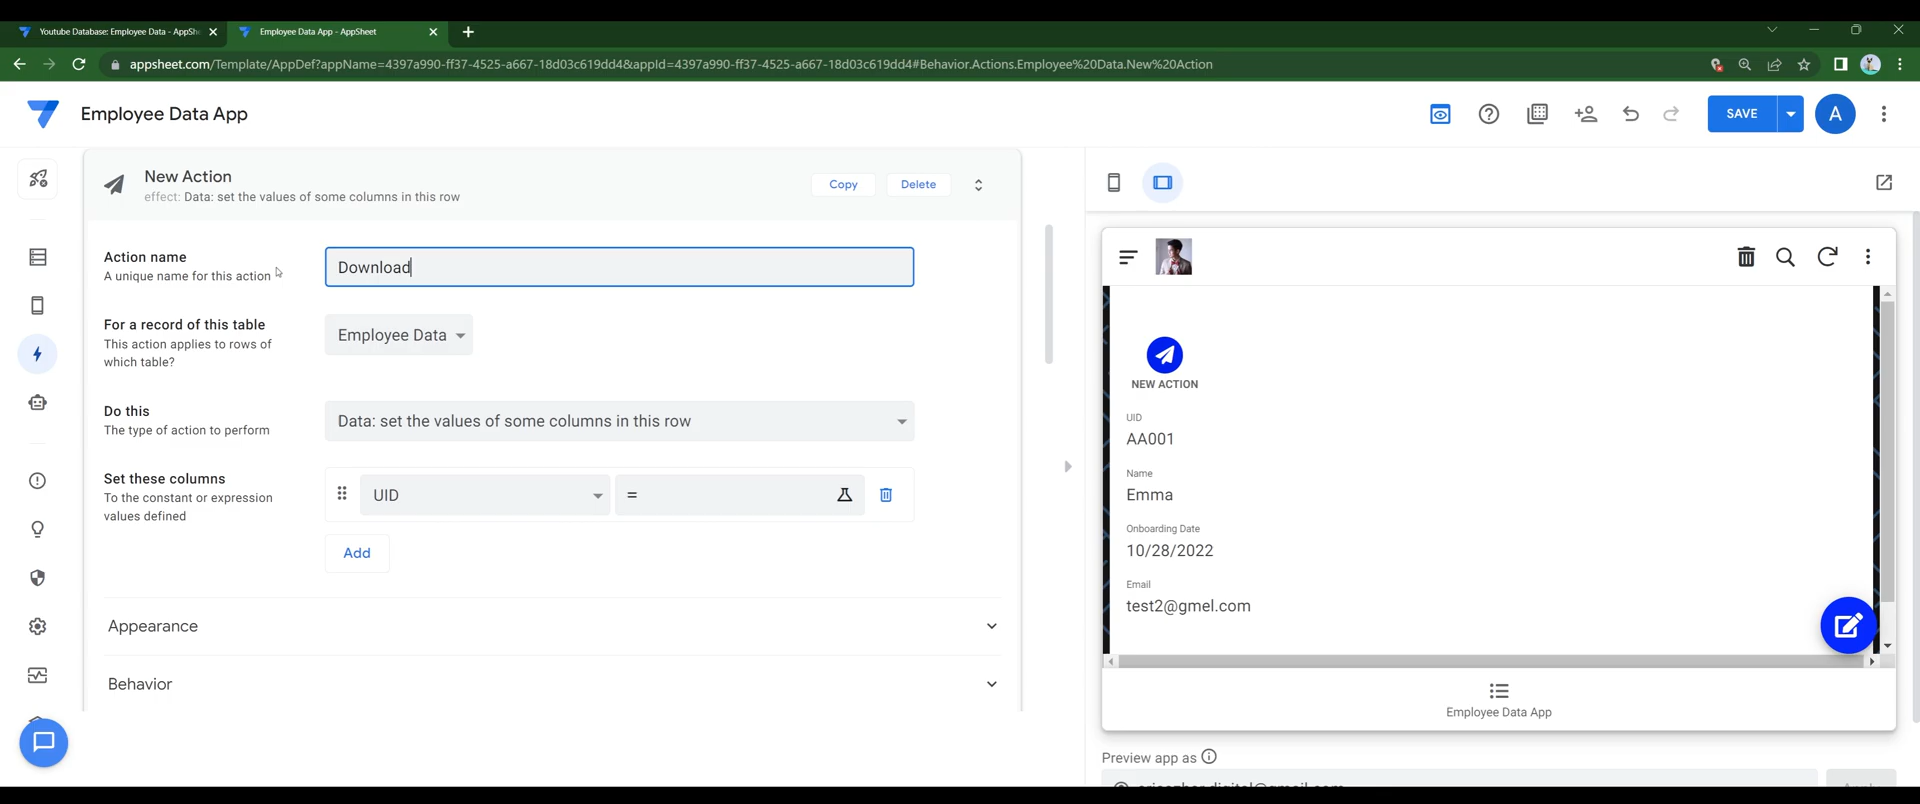 Youtube Database: Employee Data - AppShe
Employee Data App - AppSheet
appsheet.com/Template/AppDef?appName=4397a990-ff37-4525-a667-18d03c619dd4&appId=4397a990-ff37-4525-a667-18d03c619dd4#Behavior.Actions.Employee%20Data.New%20Action
Employee Data App
SAVE
A
New Action
effect: Data: set the values of some columns in this row
Copy
Delete
Action name
A unique name for this action
Download
For a record of this table
This action applies to rows of
which table?
Employee Data
Do this
The type of action to perform
Data: set the values of some columns in this row
Set these columns
To the constant or expression
values defined
UID
=
Add
Appearance
Behavior
NEW ACTION
UID
AA001
Name
Emma
Onboarding Date
10/28/2022
Email
test2@gmel.com
Employee Data App
Preview app as